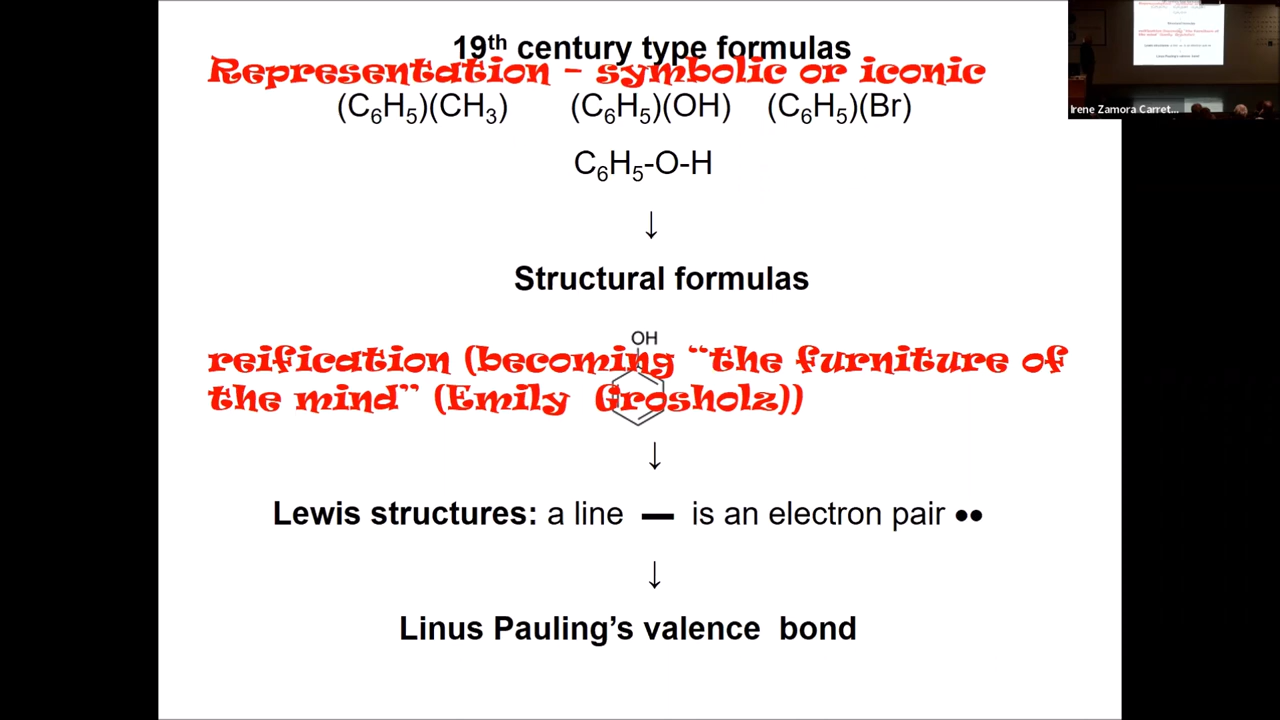 19th century type formulas
Representation – symbolic or iconic
(C6H5)(CH3) (C6H5)(OH) (C6H5)(Br)
C6H5-O-H
↓
Structural formulas
OH
reification (becoming “the furniture of
the mind” (Emily Grosholz))
↓
Lewis structures: a line — is an electron pair ••
↓
Linus Pauling’s valence bond
Irene Zamora Carret...